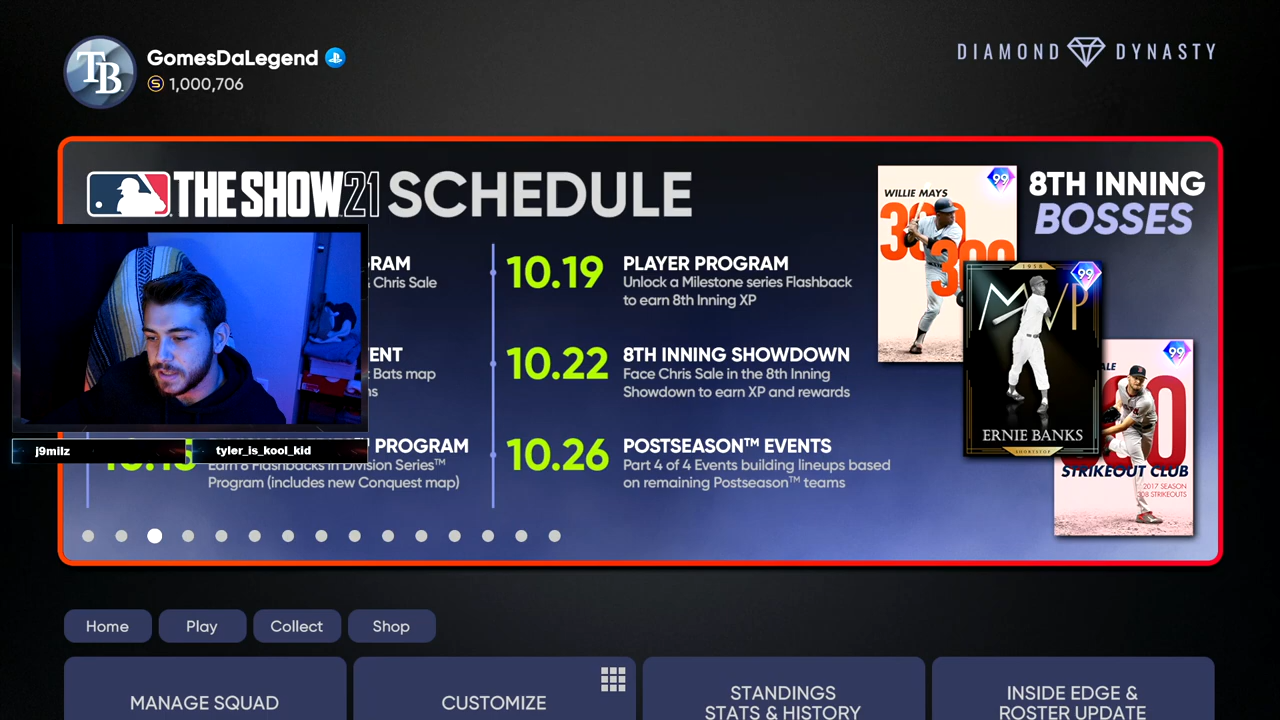 GomesDaLegend
1,000,706
DIAMOND DYNASTY
THE SHOW 21 SCHEDULE
& Chris Sale
10.19 PLAYER PROGRAM
Unlock a Milestone series Flashback
to earn 8th Inning XP
Bats map
10.22 8TH INNING SHOWDOWN
Face Chris Sale in the 8th Inning
Showdown to earn XP and rewards
PROGRAM
Earn 8 Flashbacks in Division Series™
Program (includes new Conquest map)
10.26 POSTSEASON™ EVENTS
Part 4 of 4 Events building lineups based
on remaining Postseason™ teams
8TH INNING
BOSSES
WILLIE MAYS
300
300
99
1958
MVP
99
ERNIE BANKS
SHORTSTOP
99
STRIKEOUT CLUB
2017 SEASON
308 STRIKEOUTS
j9milz
tyler_is_kool_kid
Home
Play
Collect
Shop
MANAGE SQUAD
CUSTOMIZE
STANDINGS
STATS & HISTORY
INSIDE EDGE &
ROSTER UPDATE